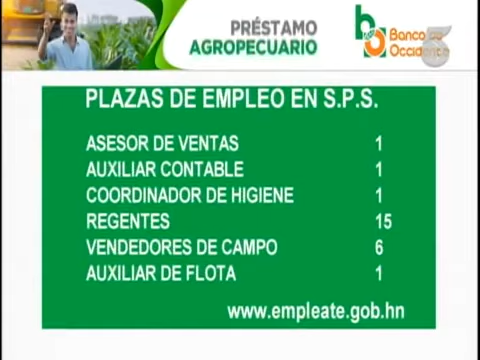 PRÉSTAMO
AGROPECUARIO
Banco de
Occidente
5
PLAZAS DE EMPLEO EN S.P.S.
ASESOR DE VENTAS 1
AUXILIAR CONTABLE 1
COORDINADOR DE HIGIENE 1
REGENTES 15
VENDEDORES DE CAMPO 6
AUXILIAR DE FLOTA 1
www.empleate.gob.hn